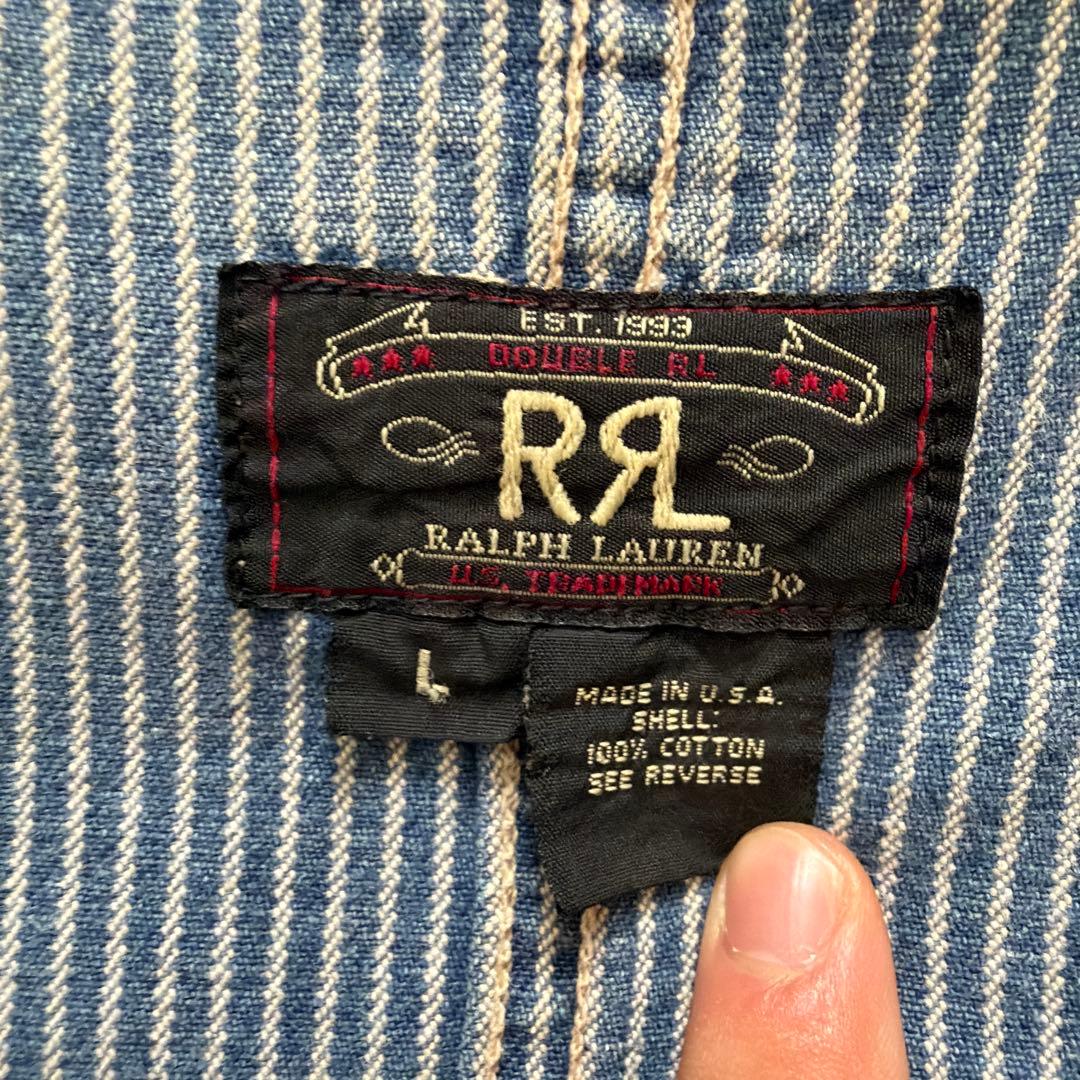 EST. 1993
DOUBLE RL
RRL
RALPH LAUREN
U.S. TRADEMARK
L
MADE IN U.S.A.
SHELL:
100% COTTON
SEE REVERSE